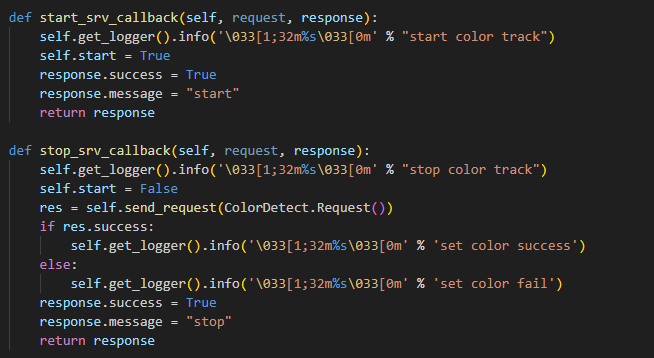 def start_srv_callback(self, request, response):
    self.get_logger().info('\033[1;32m%s\033[0m' % "start color track")
    self.start = True
    response.success = True
    response.message = "start"
    return response

def stop_srv_callback(self, request, response):
    self.get_logger().info('\033[1;32m%s\033[0m' % "stop color track")
    self.start = False
    res = self.send_request(ColorDetect.Request())
    if res.success:
        self.get_logger().info('\033[1;32m%s\033[0m' % 'set color success')
    else:
        self.get_logger().info('\033[1;32m%s\033[0m' % 'set color fail')
    response.success = True
    response.message = "stop"
    return response